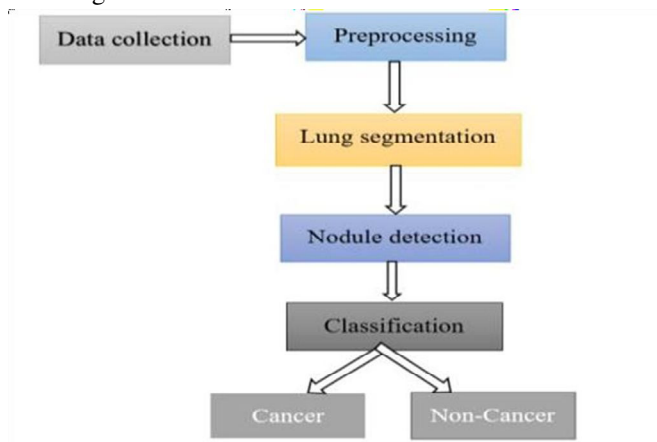 Data collection
Preprocessing
Lung segmentation
Nodule detection
Classification
Cancer
Non-Cancer